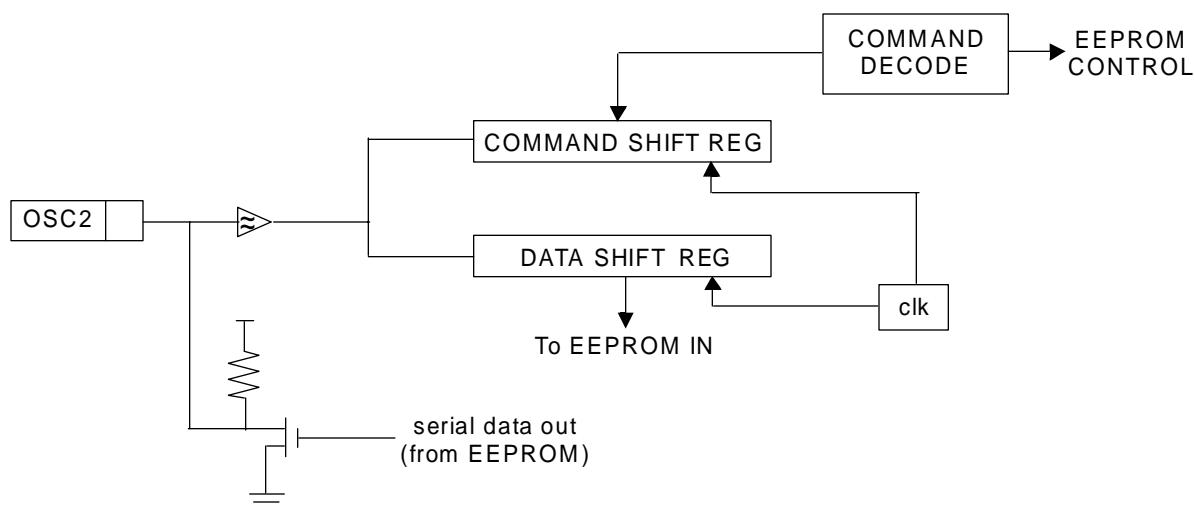 COMMAND
DECODE
EEPROM
CONTROL
COMMAND SHIFT REG
OSC2
DATA SHIFT REG
clk
To EEPROM IN
serial data out
(from EEPROM)